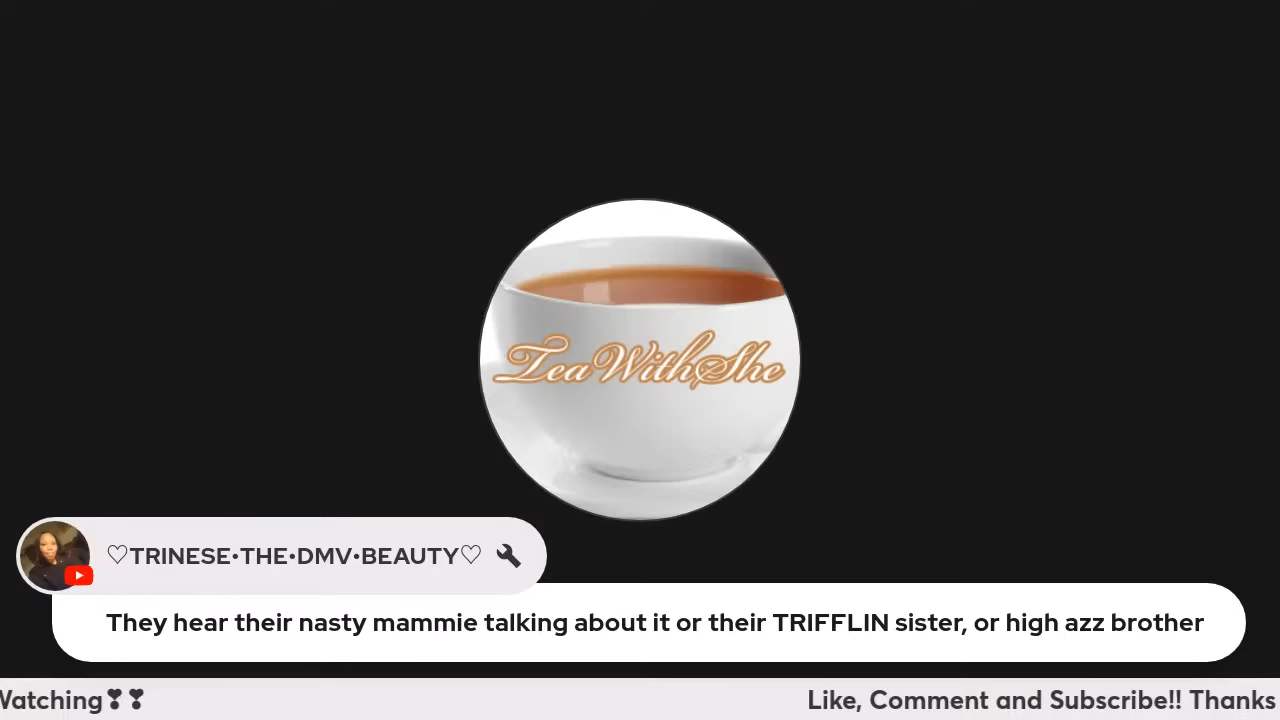 TeaWithShe
♡TRINESE•THE•DMV•BEAUTY♡
They hear their nasty mammie talking about it or their TRIFFLIN sister, or high azz brother
Watching❣❣ Like, Comment and Subscribe!! Thanks